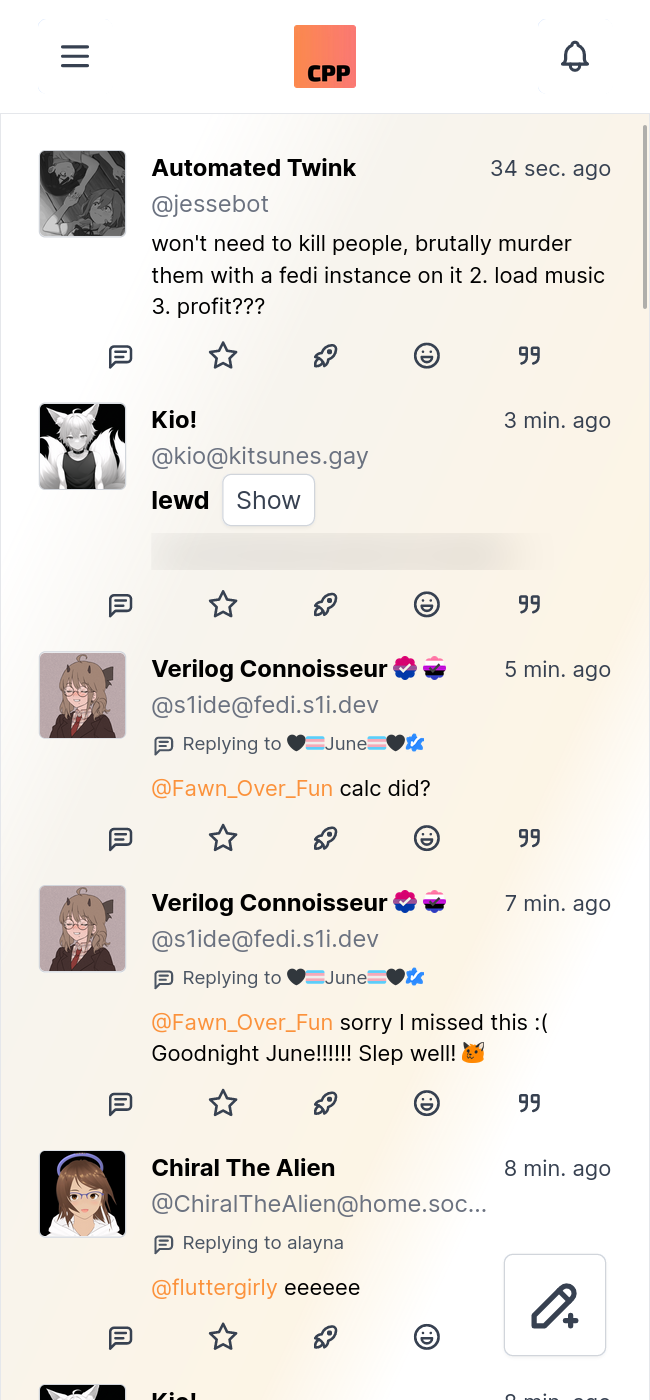 CPP
Automated Twink 34 sec. ago
@jessebot
won't need to kill people, brutally murder
them with a fedi instance on it 2. load music
3. profit???
Kio! 3 min. ago
@kio@kitsunes.gay
lewd Show
Verilog Connoisseur 5 min. ago
@s1ide@fedi.s1i.dev
Replying to 🖤🏳️‍⚧️June🏳️‍⚧️🖤
@Fawn_Over_Fun calc did?
Verilog Connoisseur 7 min. ago
@s1ide@fedi.s1i.dev
Replying to 🖤🏳️‍⚧️June🏳️‍⚧️🖤
@Fawn_Over_Fun sorry I missed this :(
Goodnight June!!!!!! Slep well!
Chiral The Alien 8 min. ago
@ChiralTheAlien@home.soc...
Replying to alayna
@fluttergirly eeeeee
Kio! 8 min. ago